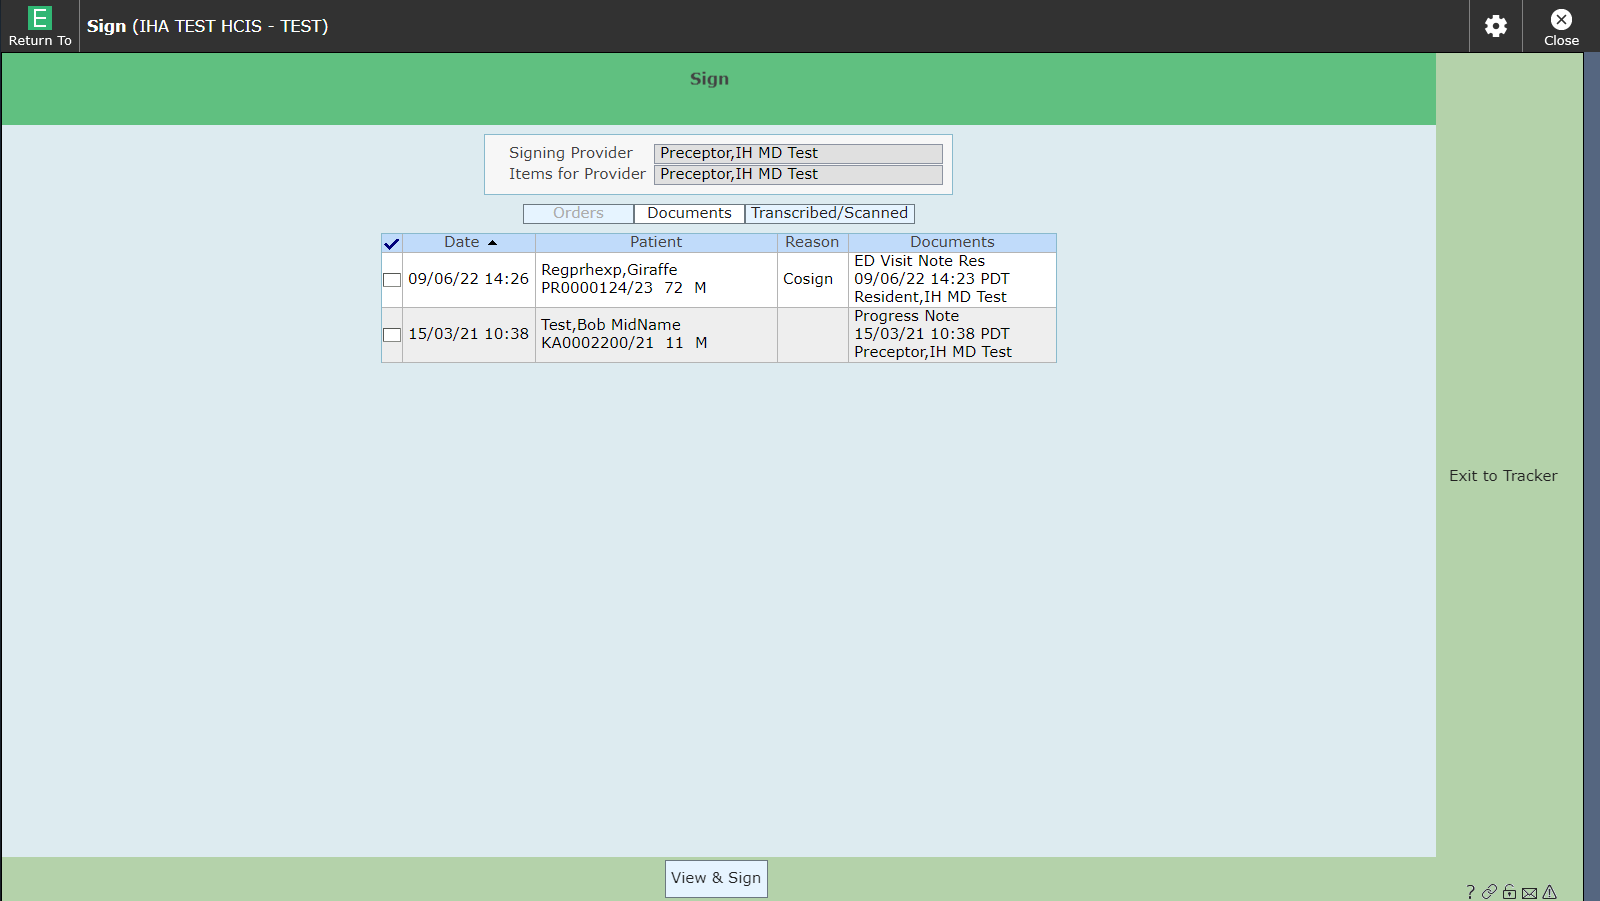 E
Return To
Sign (IHA TEST HCIS - TEST)
Close
Sign
Signing Provider Preceptor,IH MD Test
Items for Provider Preceptor,IH MD Test
Orders Documents Transcribed/Scanned
Date Patient Reason Documents
09/06/22 14:26
Regprhexp,Giraffe
PR0000124/23 72 M
Cosign
ED Visit Note Res
09/06/22 14:23 PDT
Resident,IH MD Test
15/03/21 10:38
Test,Bob MidName
KA0002200/21 11 M
Progress Note
15/03/21 10:38 PDT
Preceptor,IH MD Test
Exit to Tracker
View & Sign
?